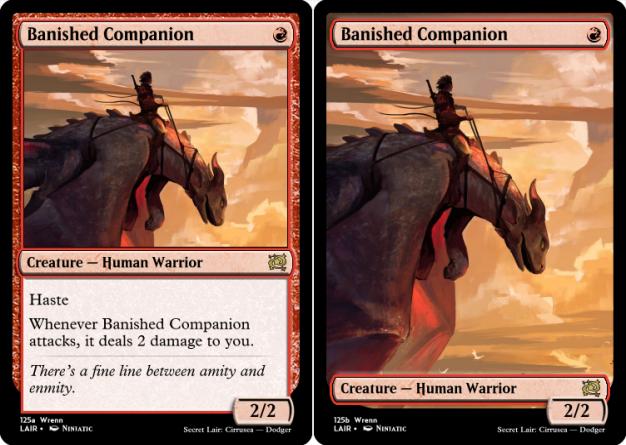 Banished Companion
Creature — Human Warrior
Haste
Whenever Banished Companion
attacks, it deals 2 damage to you.
There's a fine line between amity and
enmity.
2/2
125a Wrenn
LAIR • Niniatic
Secret Lair: Cirrusea — Dodger
Banished Companion
Creature — Human Warrior
2/2
125b Wrenn
LAIR • Niniatic
Secret Lair: Cirrusea — Dodger